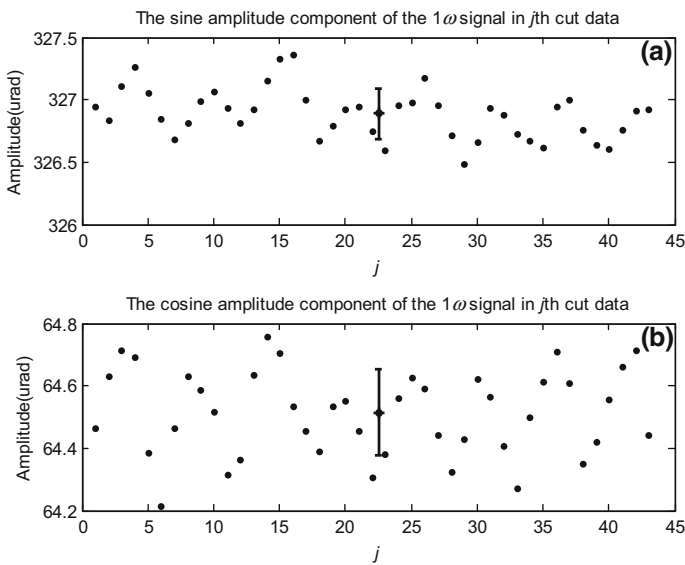 The sine amplitude component of the 1ω signal in jth cut data
(a)
327.5
327
326.5
326
Amplitude(urad)
0 5 10 15 20 25 30 35 40 45
j
The cosine amplitude component of the 1ω signal in jth cut data
(b)
64.8
64.6
64.4
64.2
Amplitude(urad)
0 5 10 15 20 25 30 35 40 45
j